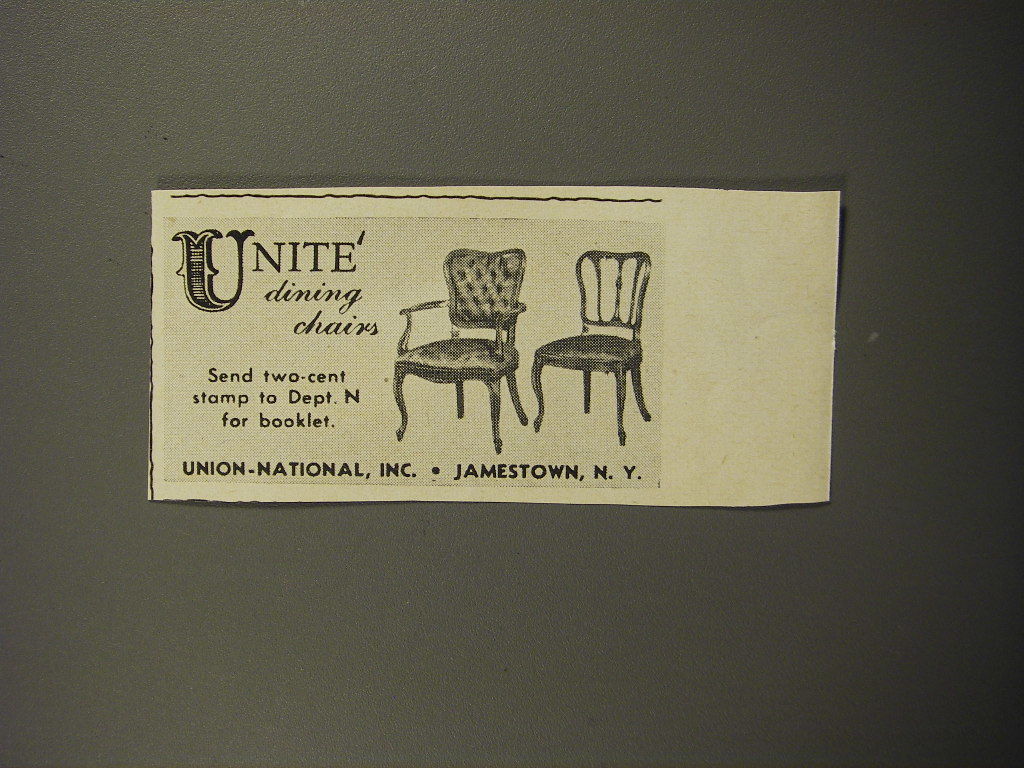 UNITE'
dining
chairs
Send two-cent
stamp to Dept. N
for booklet.
UNION-NATIONAL, INC. • JAMESTOWN, N. Y.